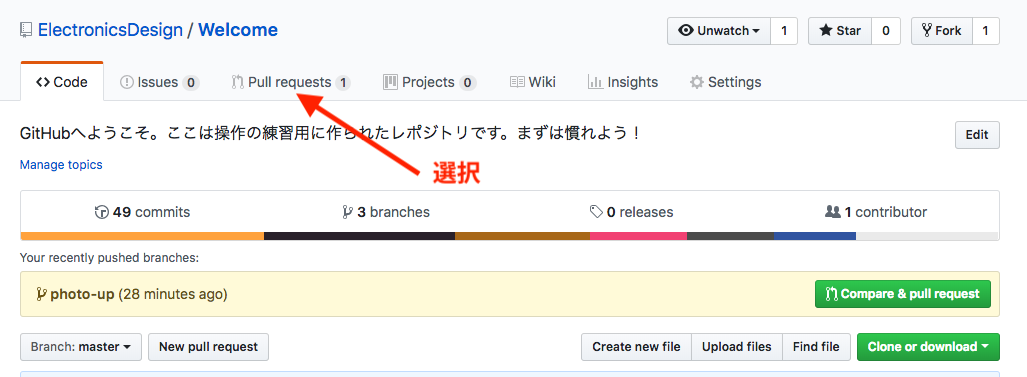 ElectronicsDesign / Welcome
Unwatch 1 Star 0 Fork 1
Code Issues 0 Pull requests 1 Projects 0 Wiki Insights Settings
GitHubへようこそ。ここは操作の練習用に作られたレポジトリです。まずは慣れよう！ Edit
Manage topics
選択
49 commits 3 branches 0 releases 1 contributor
Your recently pushed branches:
photo-up (28 minutes ago) Compare & pull request
Branch: master New pull request Create new file Upload files Find file Clone or download